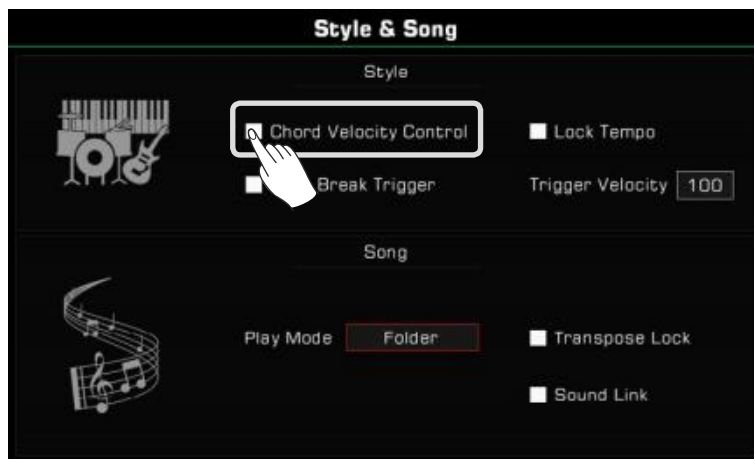 Style & Song
Style
Chord Velocity Control
Lock Tempo
Break Trigger
Trigger Velocity 100
Song
Play Mode Folder
Transpose Lock
Sound Link